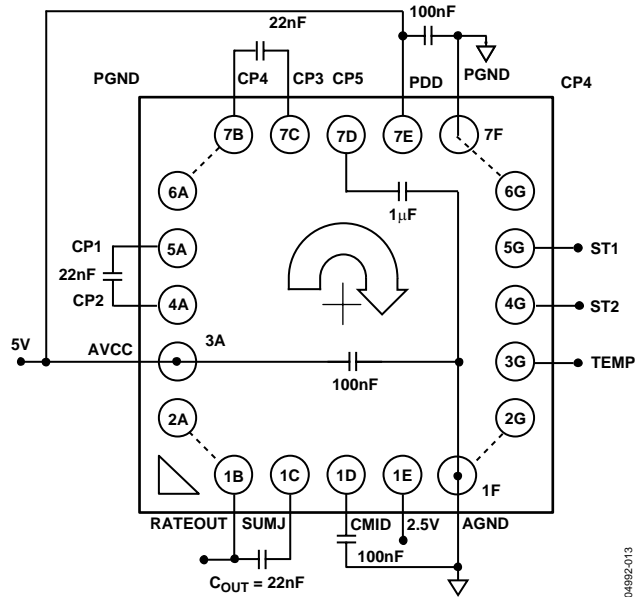 22nF
100nF
PGND
CP4
CP3
CP5
PDD
PGND
CP4
7B
7C
7D
7E
7F
6A
6G
1µF
CP1
5A
5G
ST1
22nF
CP2
4A
4G
ST2
5V
AVCC
3A
3G
TEMP
100nF
2A
2G
1B
1C
1D
1E
1F
RATEOUT
SUMJ
CMID
2.5V
AGND
100nF
COUT = 22nF
04992-013